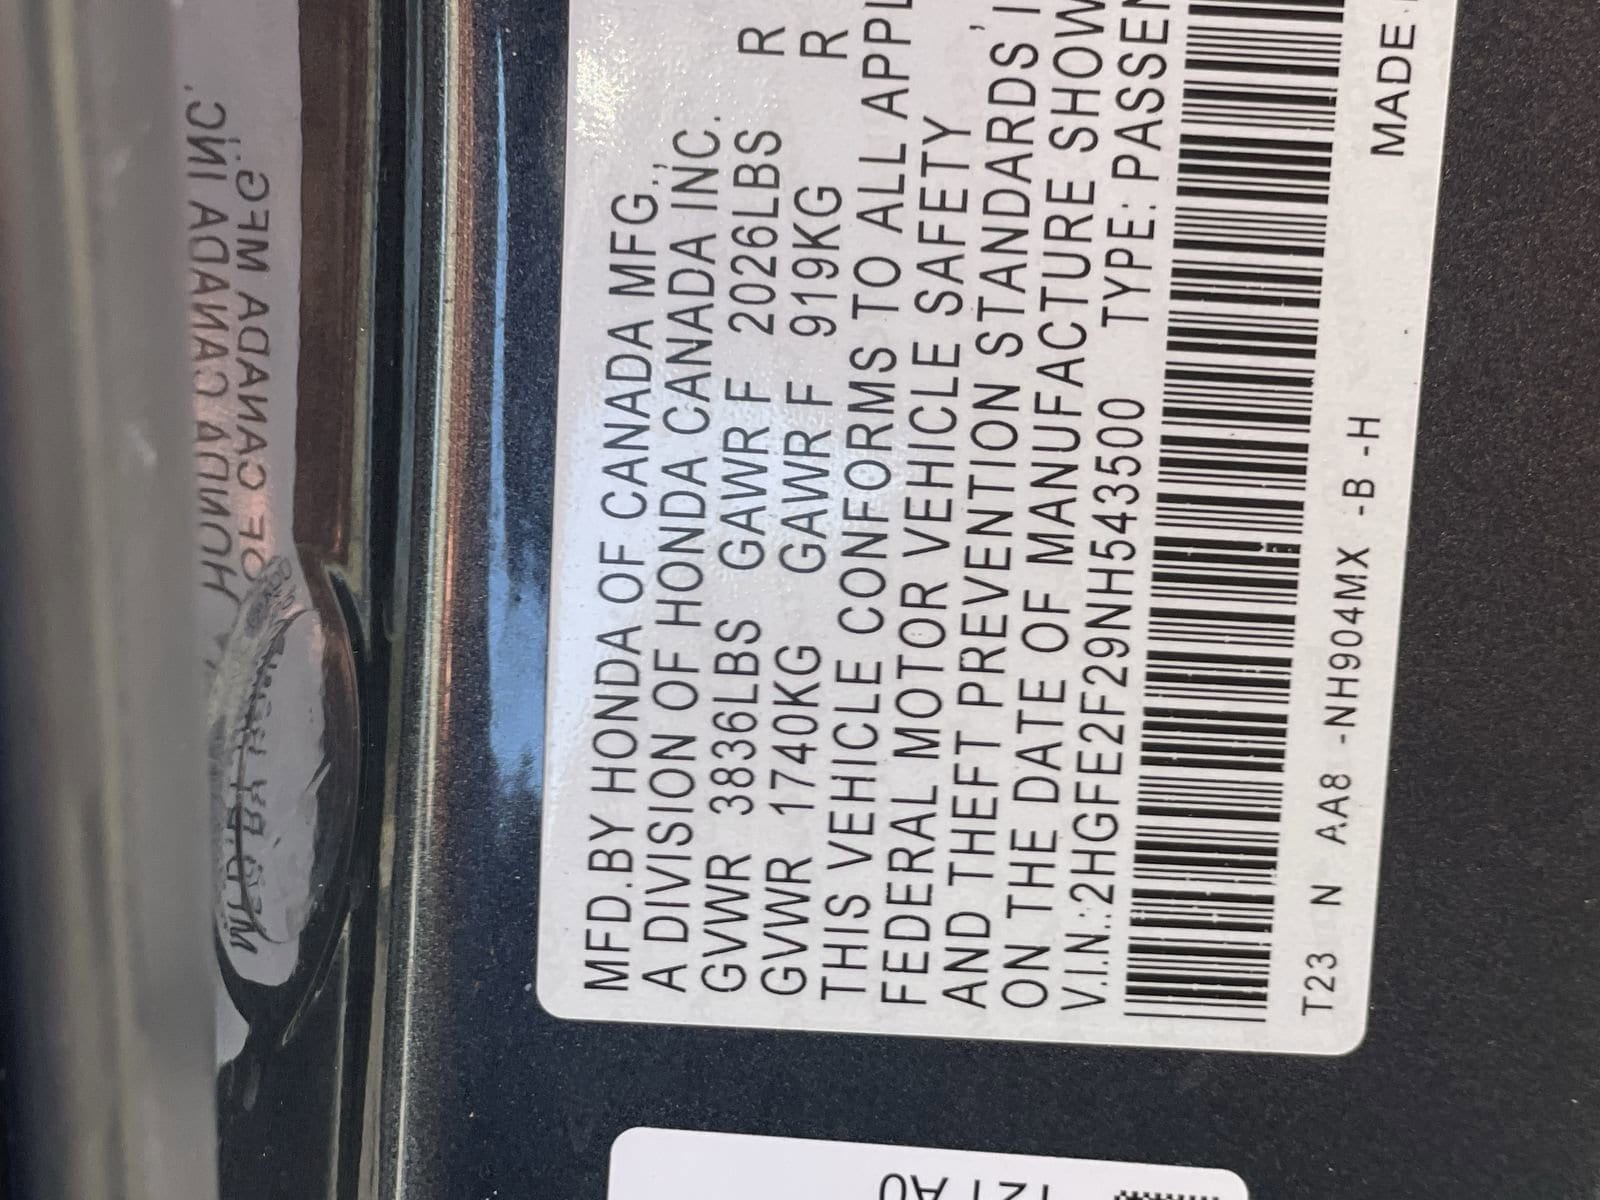 MFD.BY HONDA OF CANADA MFG.,
A DIVISION OF HONDA CANADA INC.
GVWR 3836LBS GAWR F 2026LBS R
GVWR 1740KG GAWR F 919KG R
THIS VEHICLE CONFORMS TO ALL APPL
FEDERAL MOTOR VEHICLE SAFETY
AND THEFT PREVENTION STANDARDS I
ON THE DATE OF MANUFACTURE SHOW
V.I.N.:2HGFE2F29NH543500 TYPE:PASSEN
T23 N AA8 -NH904MX -B -H MADE